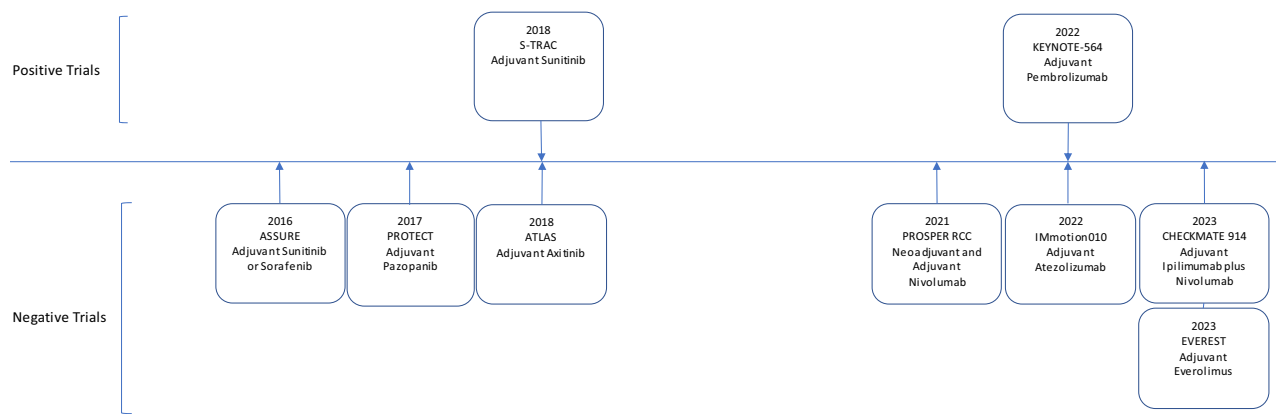 Positive Trials
2018
S-TRAC
Adjuvant Sunitinib
2022
KEYNOTE-564
Adjuvant
Pembrolizumab
Negative Trials
2016
ASSURE
Adjuvant Sunitinib
or Sorafenib
2017
PROTECT
Adjuvant
Pazopanib
2018
ATLAS
Adjuvant Axitinib
2021
PROSPER RCC
Neoadjuvant and
Adjuvant
Nivolumab
2022
IMmotion010
Adjuvant
Atezolizumab
2023
CHECKMATE 914
Adjuvant
Ipilimumab plus
Nivolumab
2023
EVEREST
Adjuvant
Everolimus